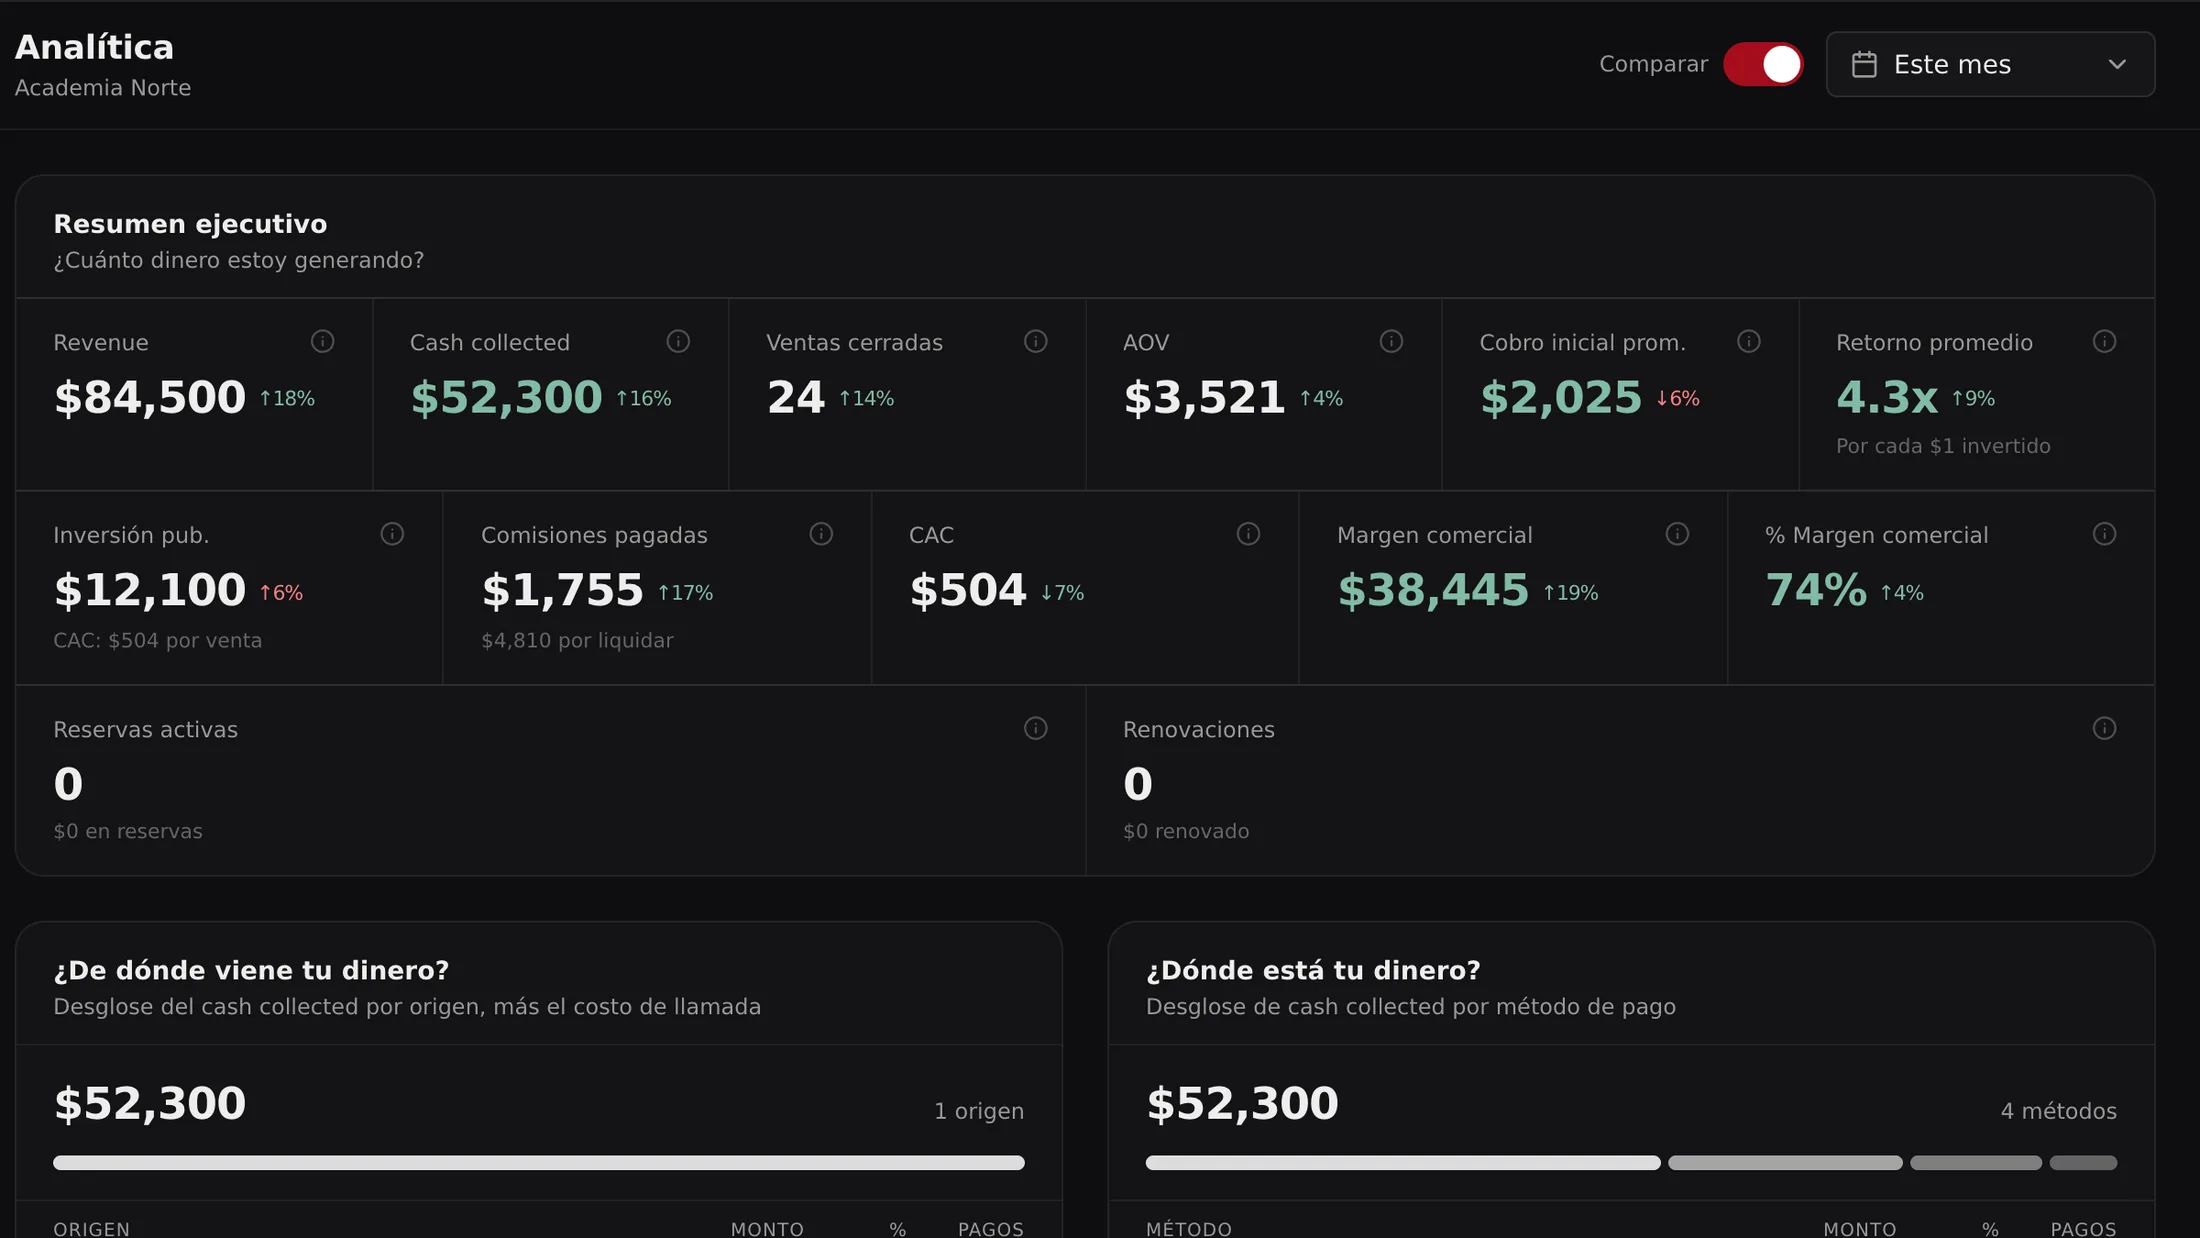 Analítica
Academia Norte
Comparar
Este mes
Resumen ejecutivo
¿Cuánto dinero estoy generando?
Revenue
$84,500 ↑18%
Cash collected
$52,300 ↑16%
Ventas cerradas
24 ↑14%
AOV
$3,521 ↑4%
Cobro inicial prom.
$2,025 ↓6%
Retorno promedio
4.3x ↑9%
Por cada $1 invertido
Inversión pub.
$12,100 ↑6%
CAC: $504 por venta
Comisiones pagadas
$1,755 ↑17%
$4,810 por liquidar
CAC
$504 ↓7%
Margen comercial
$38,445 ↑19%
% Margen comercial
74% ↑4%
Reservas activas
0
$0 en reservas
Renovaciones
0
$0 renovado
¿De dónde viene tu dinero?
Desglose del cash collected por origen, más el costo de llamada
$52,300
1 origen
ORIGEN MONTO % PAGOS
¿Dónde está tu dinero?
Desglose de cash collected por método de pago
$52,300
4 métodos
MÉTODO MONTO % PAGOS